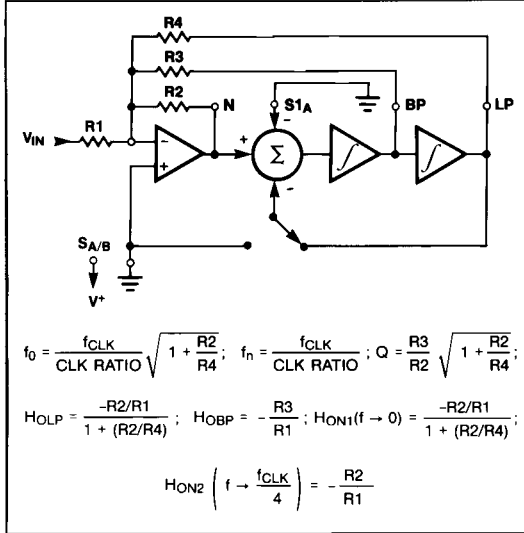 R4
R3
R2
N
S1A
BP
LP
VIN
R1
−
+
+
Σ
−
−
∫
∫
SA/B
V+
f0 = fCLK / CLK RATIO √ 1 + R2/R4 ; fn = fCLK / CLK RATIO ; Q = R3/R2 √ 1 + R2/R4 ;
HOLP = −R2/R1 / 1 + (R2/R4) ; HOBP = − R3/R1 ; HON1(f → 0) = −R2/R1 / 1 + (R2/R4) ;
HON2 ( f → fCLK/4 ) = − R2/R1